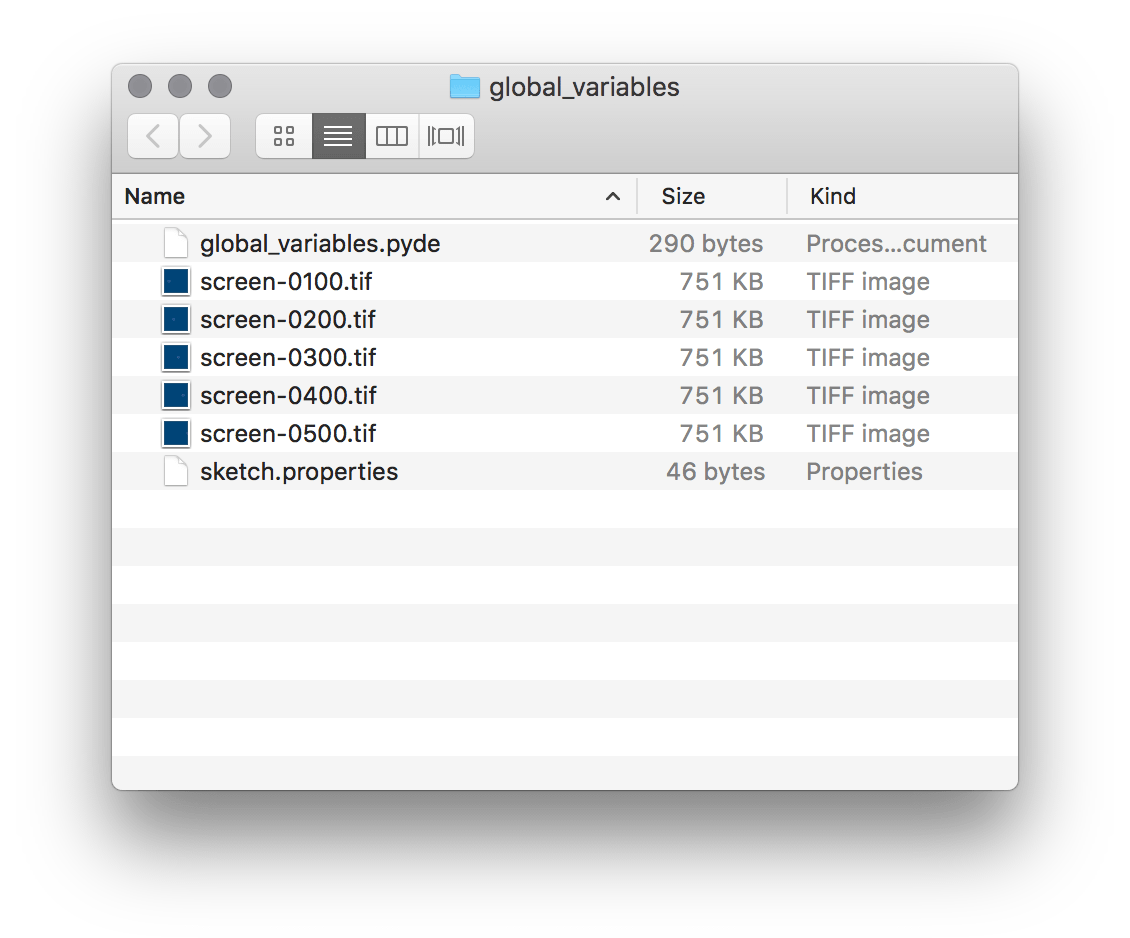 global_variables
Name Size Kind
global_variables.pyde 290 bytes Proces...cument
screen-0100.tif 751 KB TIFF image
screen-0200.tif 751 KB TIFF image
screen-0300.tif 751 KB TIFF image
screen-0400.tif 751 KB TIFF image
screen-0500.tif 751 KB TIFF image
sketch.properties 46 bytes Properties